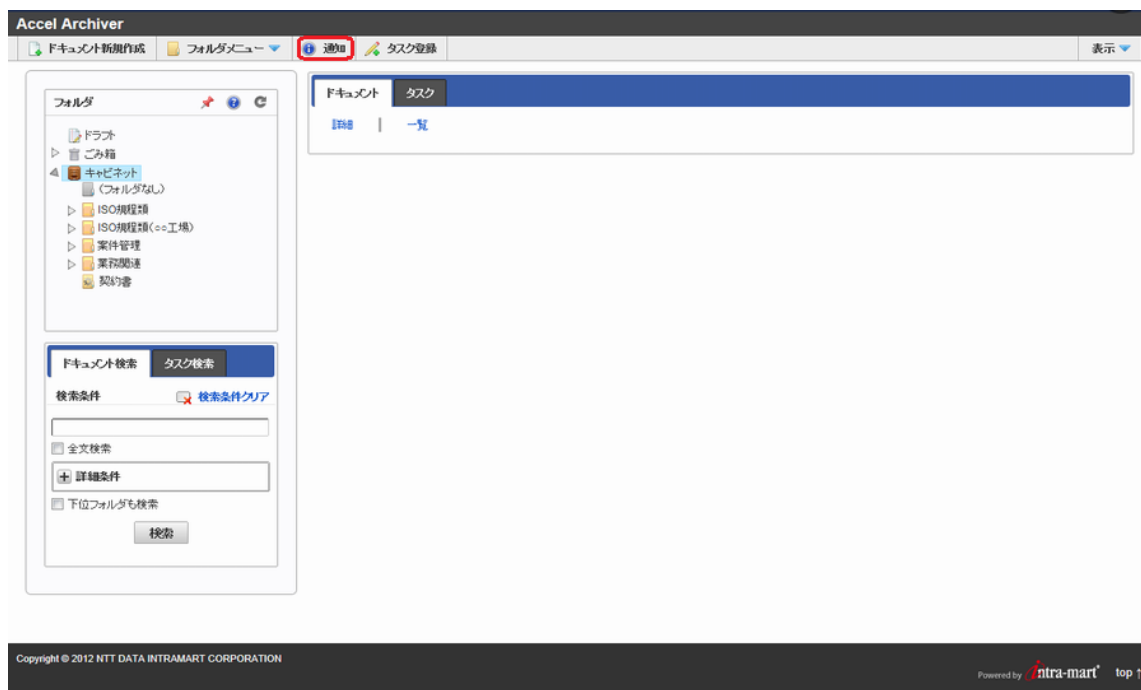 Accel Archiver
ドキュメント新規作成 フォルダメニュー 通知 タスク登録 表示
フォルダ
ドラフト
ごみ箱
キャビネット
(フォルダなし)
ISO規程類
ISO規程類(○○工場)
案件管理
業務関連
契約書
ドキュメント検索 タスク検索
検索条件 検索条件クリア
全文検索
詳細条件
下位フォルダも検索
検索
ドキュメント タスク
詳細 | 一覧
Copyright © 2012 NTT DATA INTRAMART CORPORATION
Powered by intra-mart top ↑